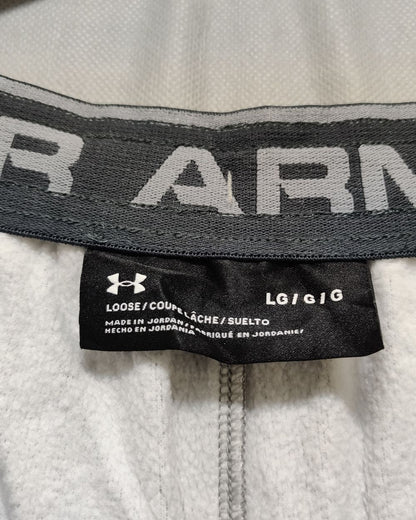 R ARM
LG/G/G
LOOSE/COUPE LÂCHE/SUELTO
MADE IN JORDAN/FABRIQUÉ EN JORDANIE/
HECHO EN JORDANIA